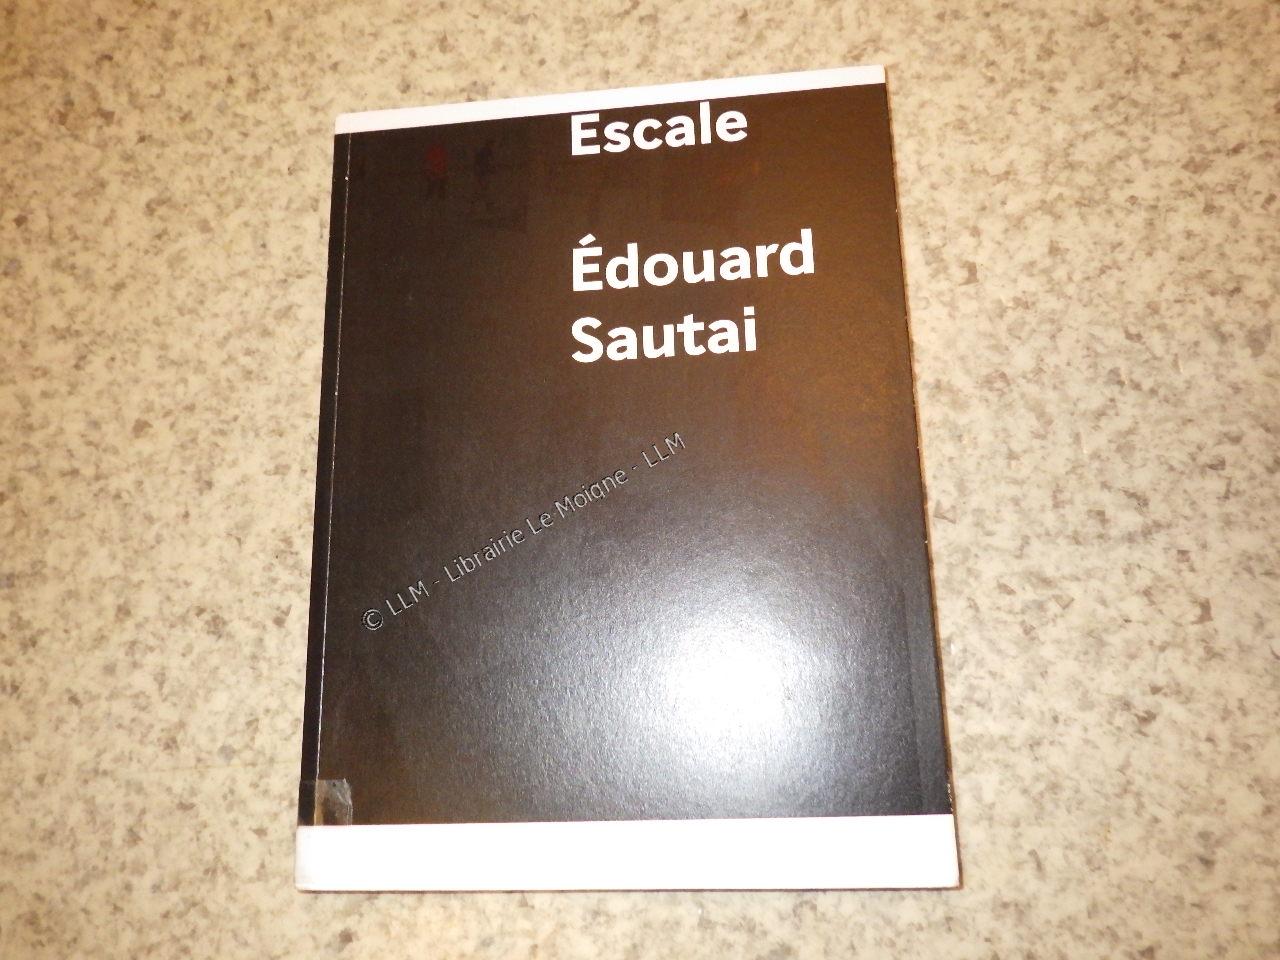 Escale
Édouard
Sautai
© LLM - Librairie Le Moigne - LLM